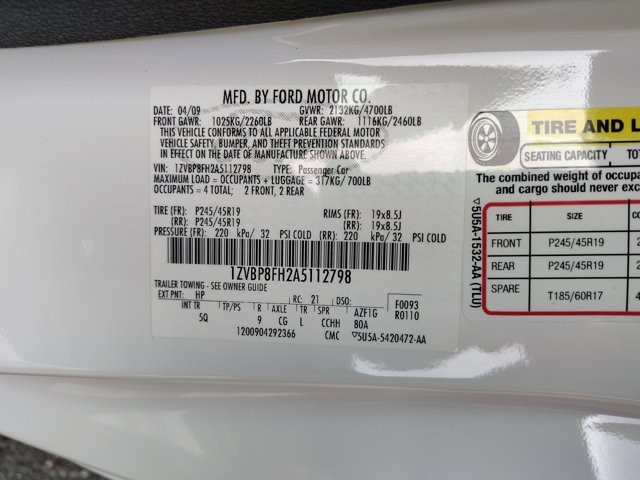 MFD. BY FORD MOTOR CO.
DATE: 04/09 GVWR: 2132KG/4700LB
FRONT GAWR: 1025KG/2260LB REAR GAWR: 1116KG/2460LB
THIS VEHICLE CONFORMS TO ALL APPLICABLE FEDERAL MOTOR
VEHICLE SAFETY, BUMPER, AND THEFT PREVENTION STANDARDS
IN EFFECT ON THE DATE OF MANUFACTURE SHOWN ABOVE.
VIN: 1ZVBP8FH2A5112798 TYPE: Passenger Car
MAXIMUM LOAD = OCCUPANTS + LUGGAGE = 317KG/ 700LB
OCCUPANTS = 4 TOTAL; 2 FRONT, 2 REAR
TIRE (FR): P245/45R19 RIMS (FR): 19x8.5J
(RR): P245/45R19 (RR): 19x8.5J
PRESSURE (FR): 220 kPa/ 32 PSI COLD (RR): 220 kPa/ 32 PSI COLD
1ZVBP8FH2A5112798
TRAILER TOWING - SEE OWNER GUIDE
EXT PNT: HP RC: 21 DSO: F0093
INT TR TP/PS R AXLE TR SPR AZF1G R0110
5Q 9 CG L CCHH 80A
1200904292366 CMC ▽5U5A-5420472-AA
▽5U5A-1532-AA (TLU)
TIRE AND L
SEATING CAPACITY TO
The combined weight of occupants
and cargo should never exc
TIRE SIZE
FRONT P245/45R19 2
REAR P245/45R19 2
SPARE T185/60R17 4